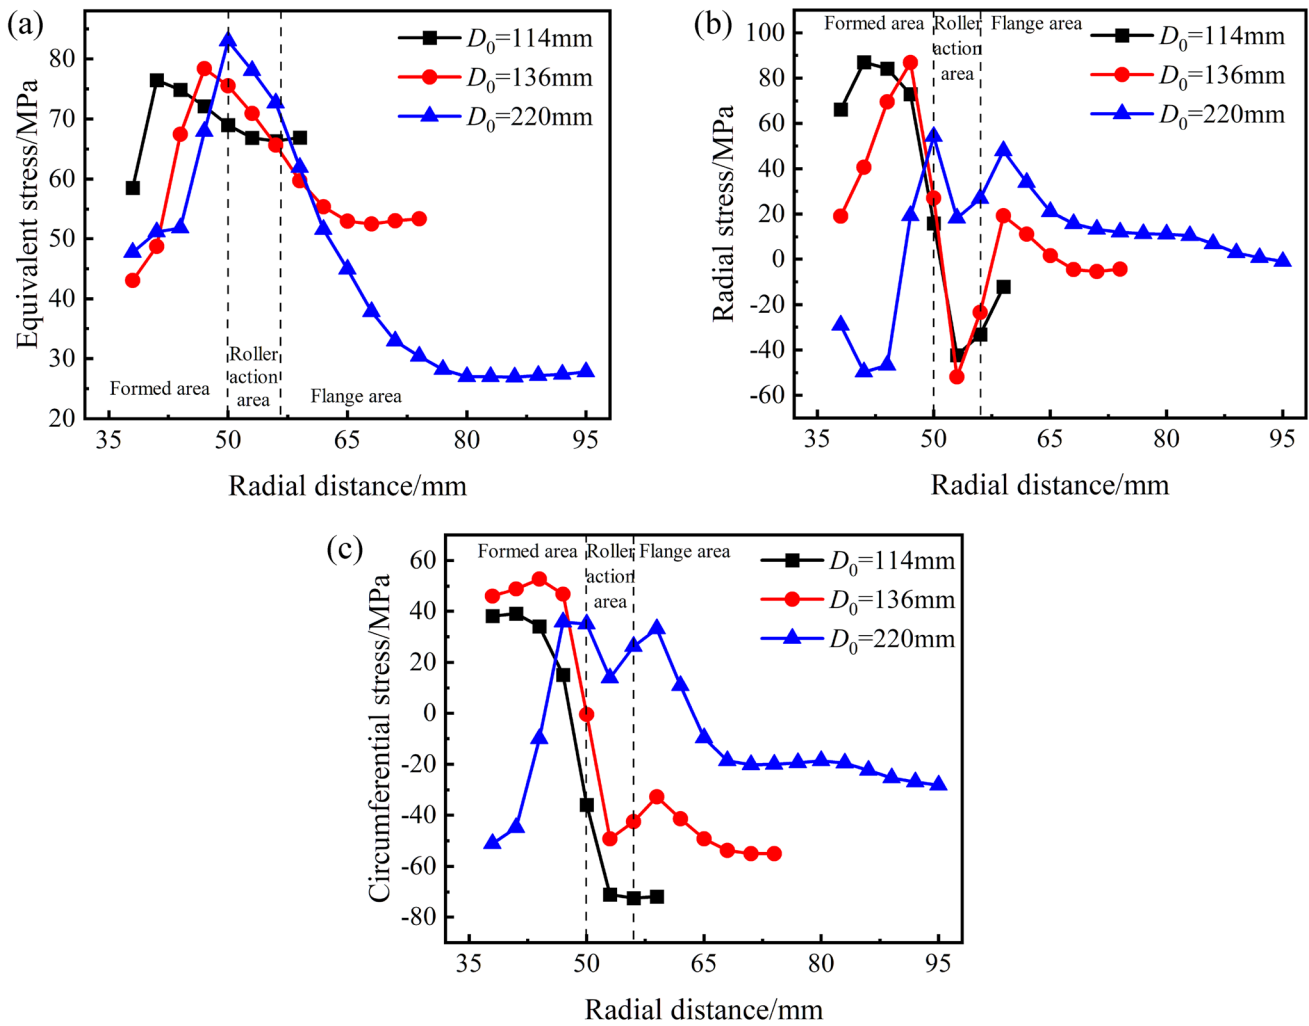 (a)
Equivalent stress/MPa
80
70
60
50
40
30
20
D0=114mm
D0=136mm
D0=220mm
Formed area
Roller
action
area
Flange area
35
50
65
80
95
Radial distance/mm
(b)
Radial stress/MPa
100
80
60
40
20
0
-20
-40
-60
Formed area
Roller
action
area
Flange area
D0=114mm
D0=136mm
D0=220mm
35
50
65
80
95
Radial distance/mm
(c)
Circumferential stress/MPa
60
40
20
0
-20
-40
-60
-80
Formed area
Roller
action
area
Flange area
D0=114mm
D0=136mm
D0=220mm
35
50
65
80
95
Radial distance/mm